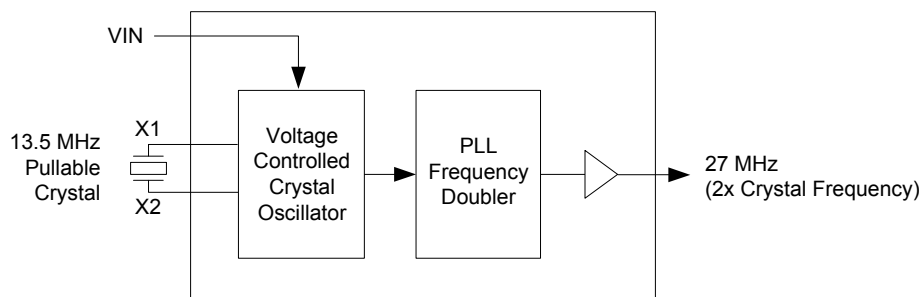 VIN
13.5 MHz
Pullable
Crystal
X1
X2
Voltage
Controlled
Crystal
Oscillator
PLL
Frequency
Doubler
27 MHz
(2x Crystal Frequency)